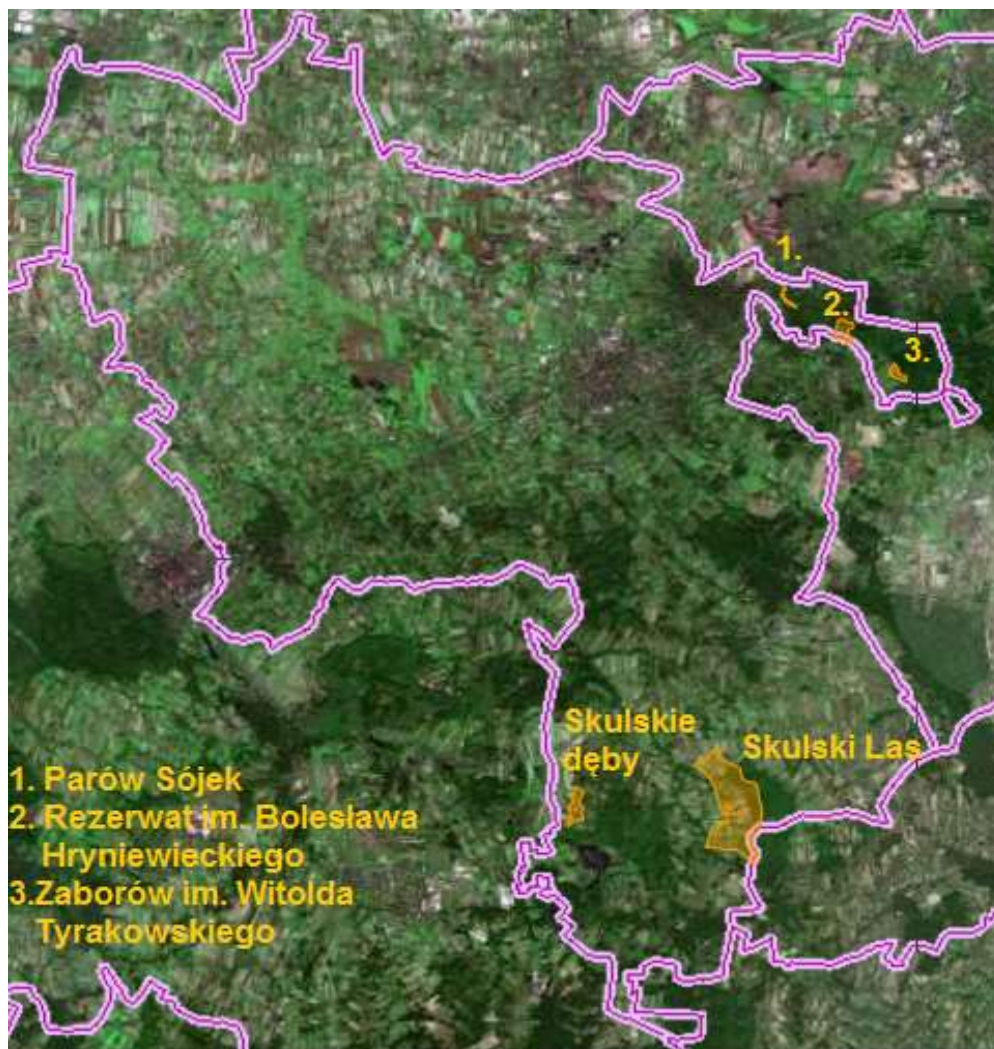 1.
2.
3.
Skulskie
dęby
Skulski Las
1. Parów Sójek
2. Rezerwat im. Bolesława
Hryniewieckiego
3.Zaborów im. Witolda
Tyrakowskiego